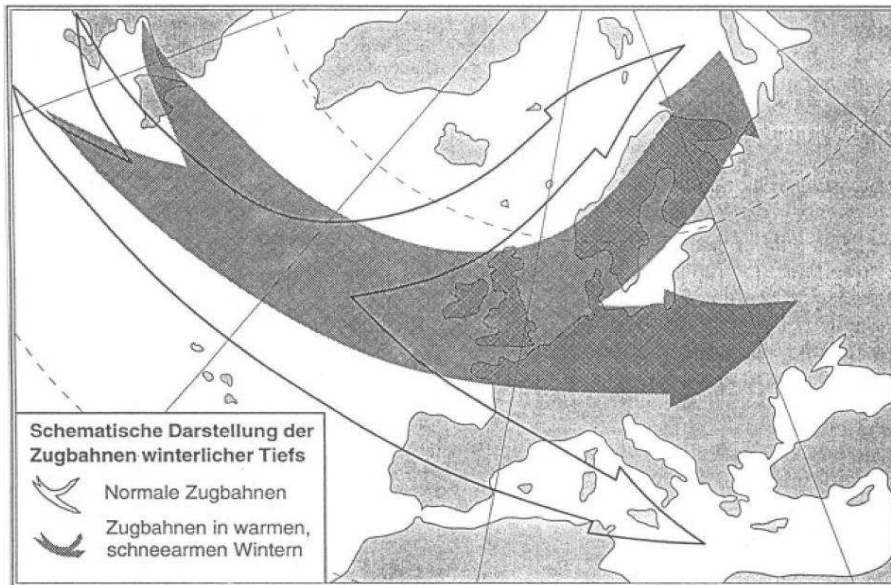 Schematische Darstellung der
Zugbahnen winterlicher Tiefs
Normale Zugbahnen
Zugbahnen in warmen,
schneearmen Wintern